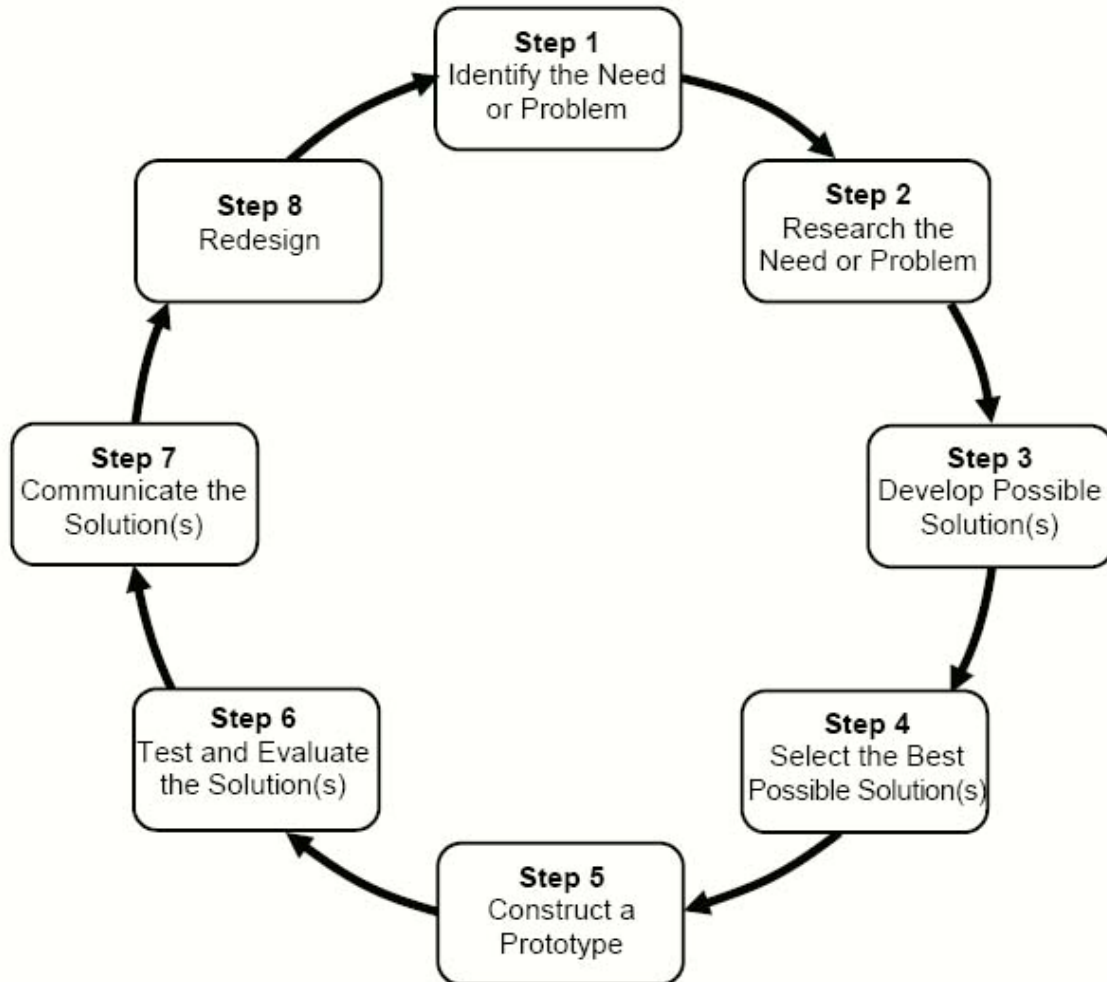 Step 1
Identify the Need
or Problem
Step 2
Research the
Need or Problem
Step 3
Develop Possible
Solution(s)
Step 4
Select the Best
Possible Solution(s)
Step 5
Construct a
Prototype
Step 6
Test and Evaluate
the Solution(s)
Step 7
Communicate the
Solution(s)
Step 8
Redesign